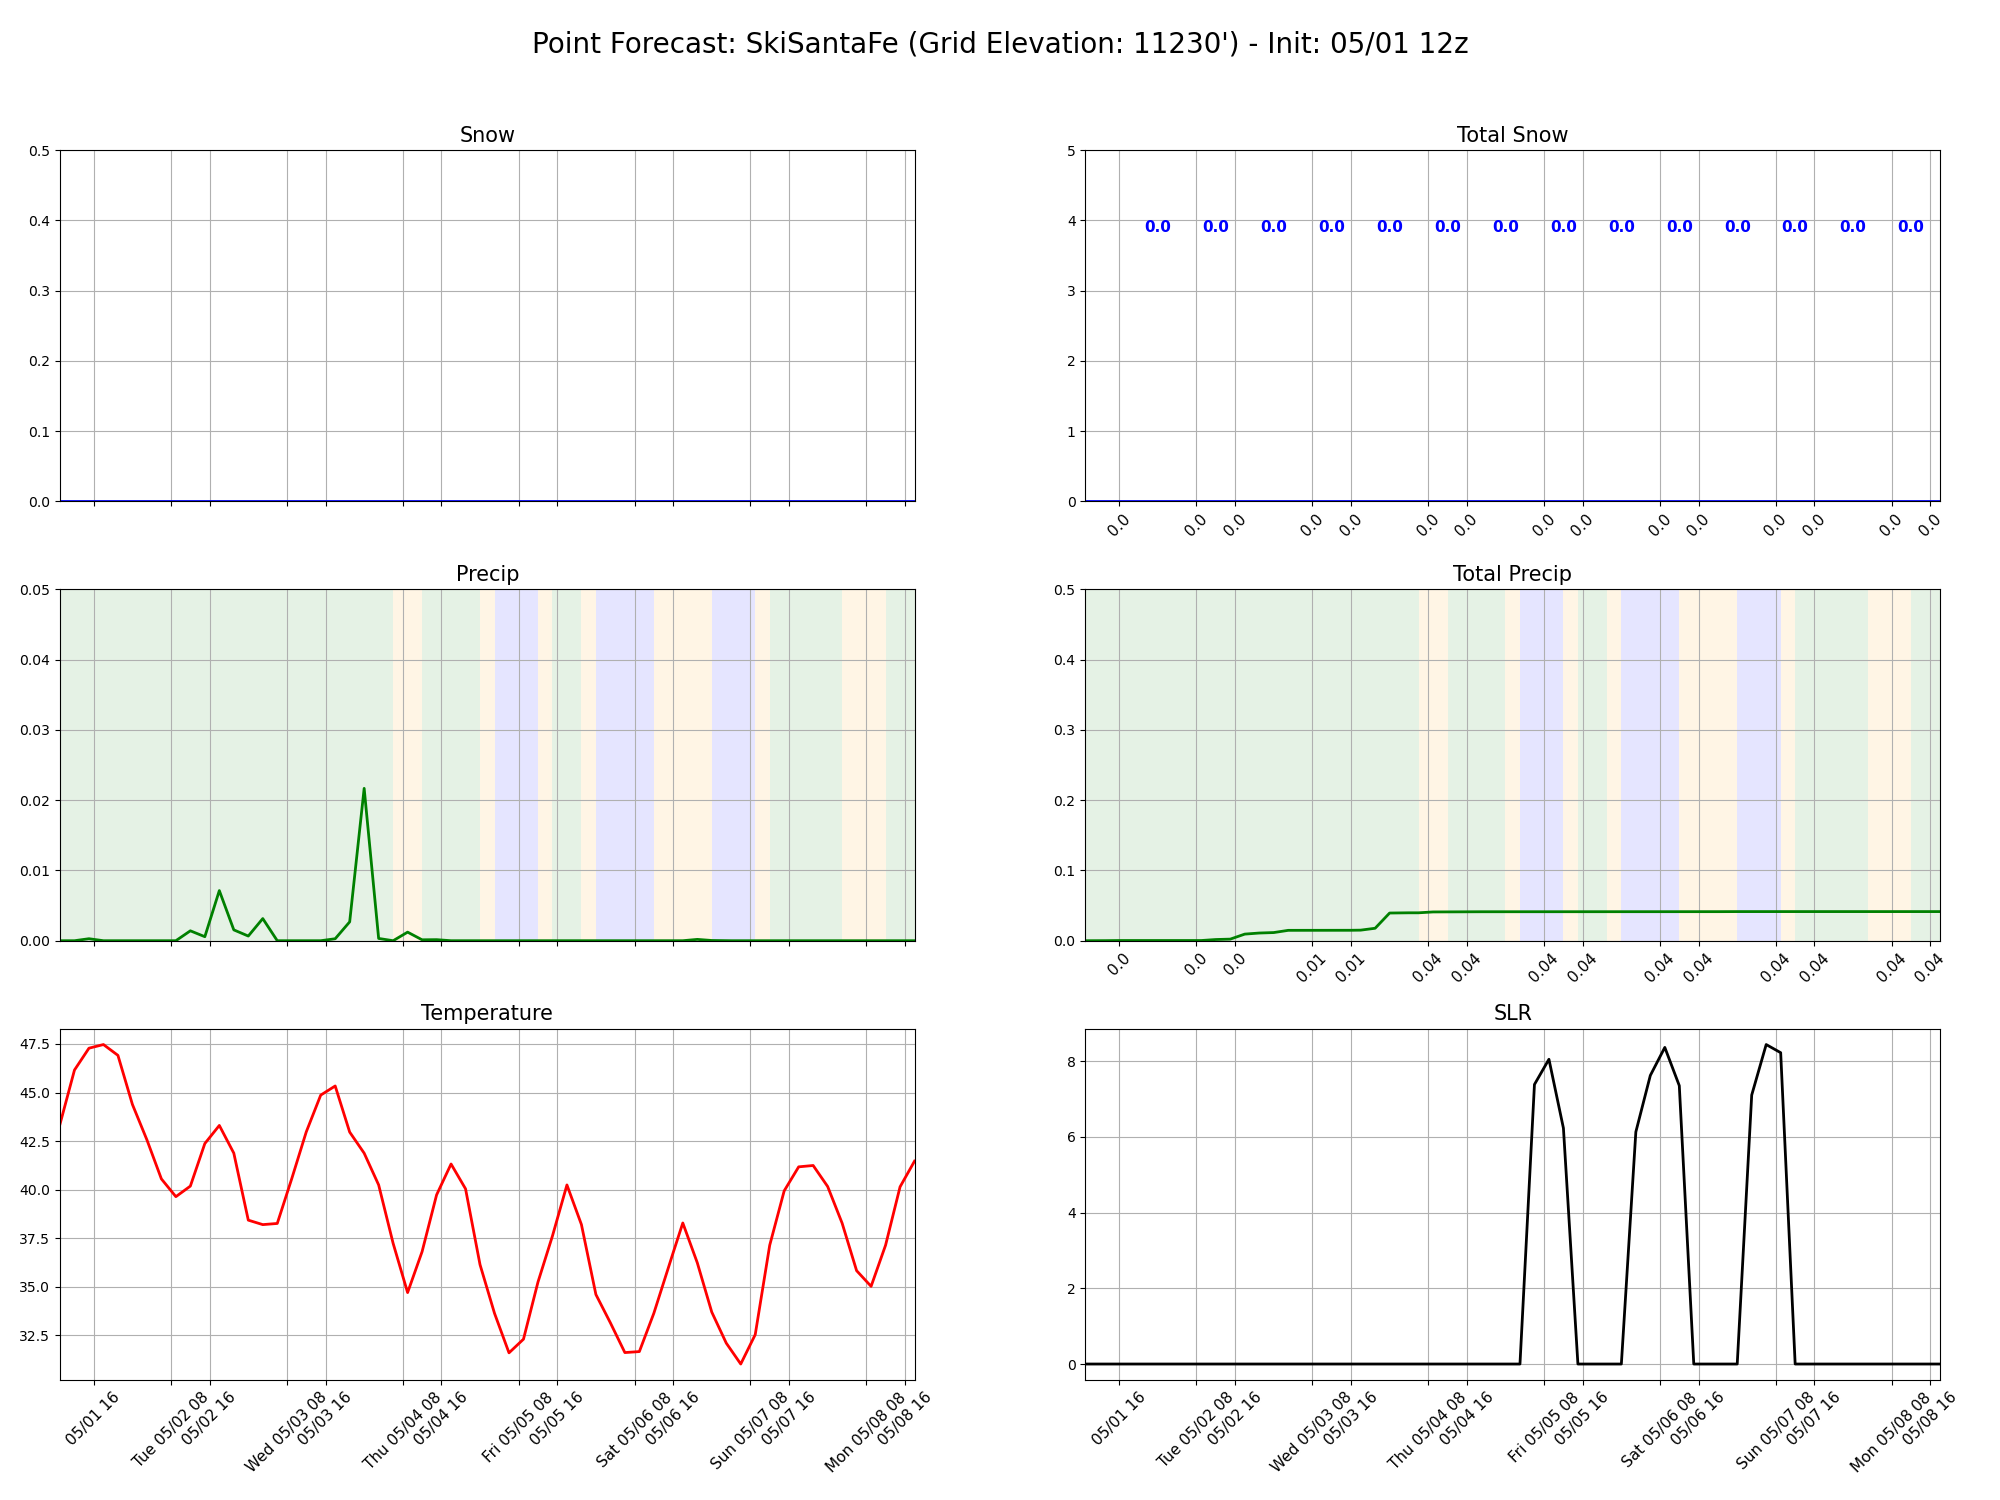 Point Forecast: SkiSantaFe (Grid Elevation: 11230') - Init: 05/01 12z
Snow
0.5
0.4
0.3
0.2
0.1
0.0
Total Snow
5
4
3
2
1
0
0.0 0.0 0.0 0.0 0.0 0.0 0.0 0.0 0.0 0.0 0.0 0.0 0.0 0.0
0.0 0.0 0.0 0.0 0.0 0.0 0.0 0.0 0.0 0.0 0.0 0.0 0.0 0.0 0.0
Precip
0.05
0.04
0.03
0.02
0.01
0.00
Total Precip
0.5
0.4
0.3
0.2
0.1
0.0
0.0 0.0 0.0 0.01 0.01 0.04 0.04 0.04 0.04 0.04 0.04 0.04 0.04 0.04 0.04
Temperature
47.5
45.0
42.5
40.0
37.5
35.0
32.5
05/01 16
Tue 05/02 08
05/02 16
Wed 05/03 08
05/03 16
Thu 05/04 08
05/04 16
Fri 05/05 08
05/05 16
Sat 05/06 08
05/06 16
Sun 05/07 08
05/07 16
Mon 05/08 08
05/08 16
SLR
8
6
4
2
0
05/01 16
Tue 05/02 08
05/02 16
Wed 05/03 08
05/03 16
Thu 05/04 08
05/04 16
Fri 05/05 08
05/05 16
Sat 05/06 08
05/06 16
Sun 05/07 08
05/07 16
Mon 05/08 08
05/08 16